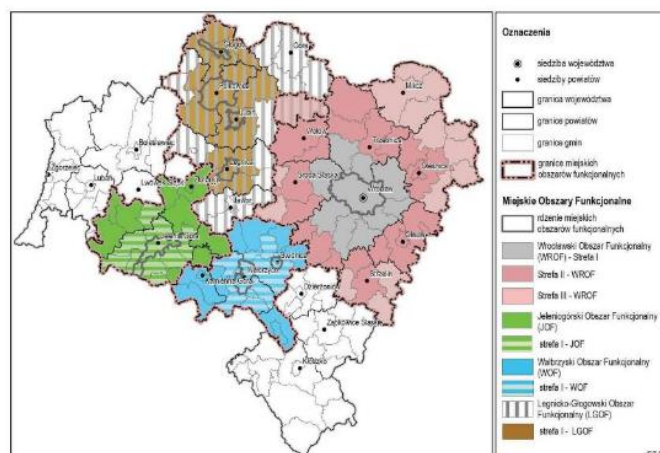 Głogów
Góra
Polkowice
Milicz
Lubin
Wołów
Trzebnica
Bolesławiec
Legnica
Oleśnica
Zgorzelec
Środa Śląska
Lubań
Lwówek Śląski
Wrocław
Jawor
Oława
Jelenia Góra
Świdnica
Wałbrzych
Strzelin
Kamienna Góra
Dzierżoniów
Ząbkowice Śląskie
Kłodzko
Oznaczenia
siedziba województwa
siedziby powiatów
granica województwa
granice powiatów
granice gmin
granice miejskich
obszarów funkcjonalnych
Miejskie Obszary Funkcjonalne
rdzenie miejskich
obszarów funkcjonalnych
Wrocławski Obszar Funkcjonalny
(WROF) - Strefa I
Strefa II - WROF
Strefa III - WROF
Jeleniogórski Obszar Funkcjonalny
(JOF)
strefa I - JOF
Wałbrzyski Obszar Funkcjonalny
(WOF)
strefa I - WOF
Legnicko-Głogowski Obszar
Funkcjonalny (LGOF)
strefa I - LGOF